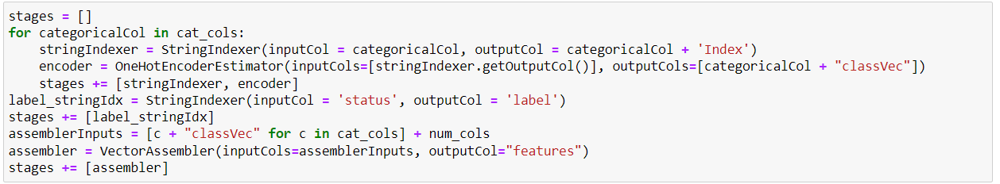 stages = []
for categoricalCol in cat_cols:
    stringIndexer = StringIndexer(inputCol = categoricalCol, outputCol = categoricalCol + 'Index')
    encoder = OneHotEncoderEstimator(inputCols=[stringIndexer.getOutputCol()], outputCols=[categoricalCol + "classVec"])
    stages += [stringIndexer, encoder]
label_stringIdx = StringIndexer(inputCol = 'status', outputCol = 'label')
stages += [label_stringIdx]
assemblerInputs = [c + "classVec" for c in cat_cols] + num_cols
assembler = VectorAssembler(inputCols=assemblerInputs, outputCol="features")
stages += [assembler]